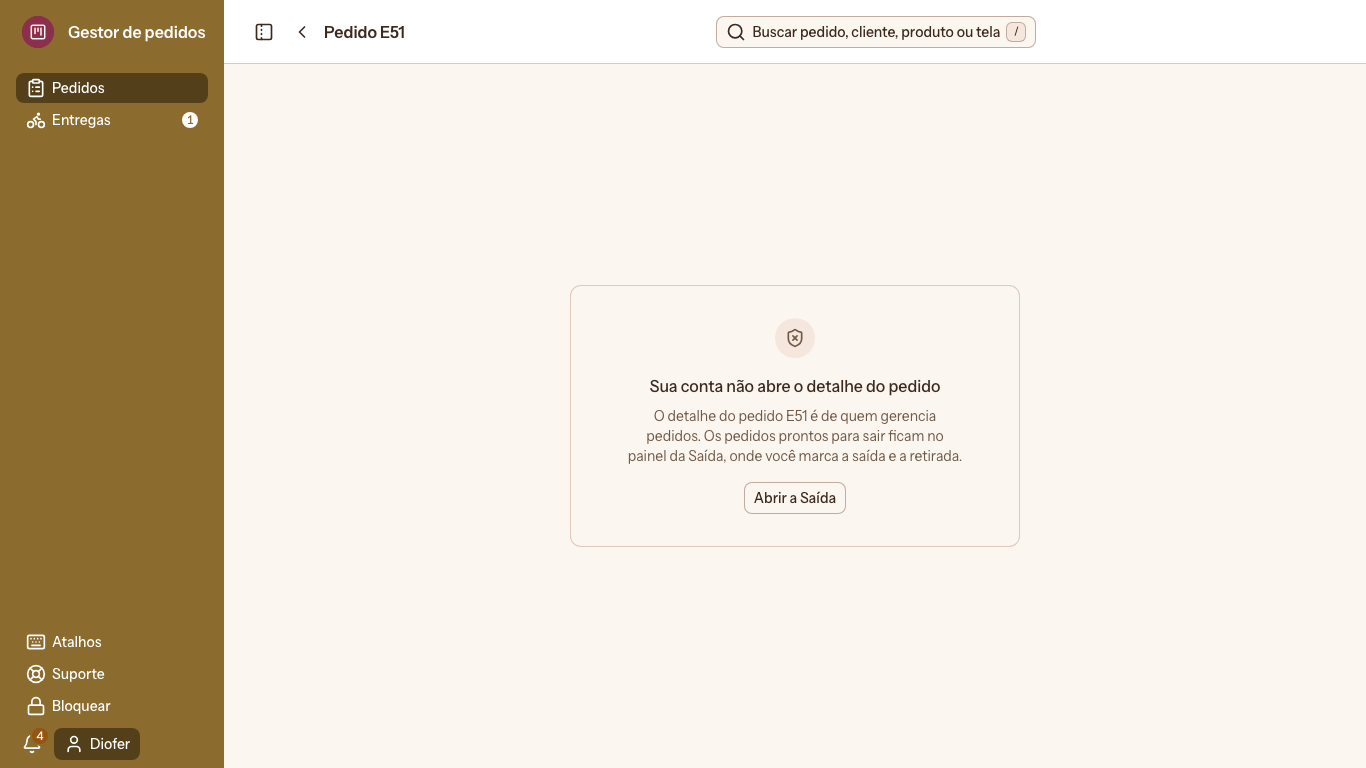 Gestor de pedidos
Pedido E51
Buscar pedido, cliente, produto ou tela /
Pedidos
Entregas 1
Sua conta não abre o detalhe do pedido
O detalhe do pedido E51 é de quem gerencia
pedidos. Os pedidos prontos para sair ficam no
painel da Saída, onde você marca a saída e a retirada.
Abrir a Saída
Atalhos
Suporte
Bloquear
4
Diofer